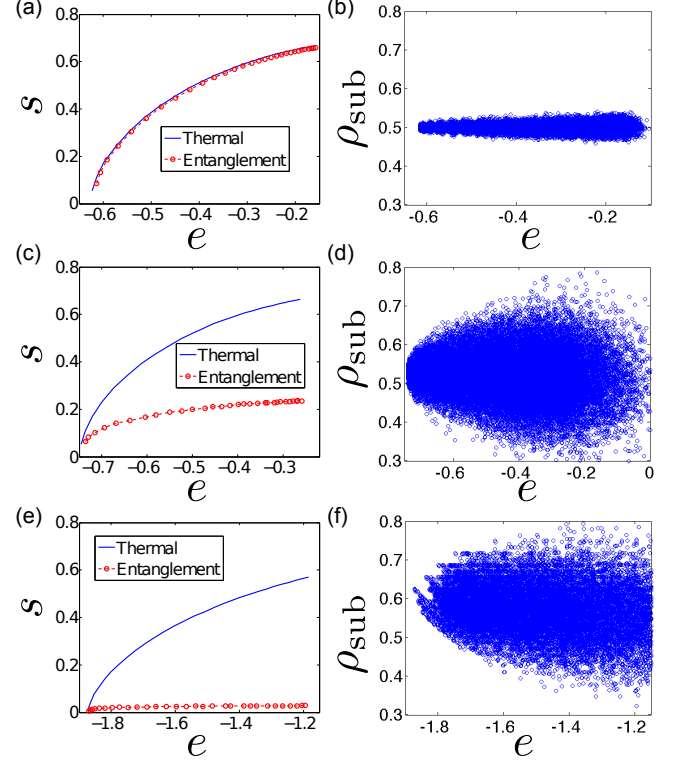 (a)
0.8
0.6
0.4
0.2
0
s
Thermal
Entanglement
−0.6 −0.5 −0.4 −0.3 −0.2
e
(b)
0.8
0.7
0.6
0.5
0.4
0.3
ρsub
-0.6 -0.4 -0.2
e
(c)
0.8
0.6
0.4
0.2
0
s
Thermal
Entanglement
−0.7 −0.6 −0.5 −0.4 −0.3
e
(d)
0.8
0.7
0.6
0.5
0.4
0.3
ρsub
-0.6 -0.4 -0.2 0
e
(e)
0.8
0.6
0.4
0.2
0
s
Thermal
Entanglement
−1.8 −1.6 −1.4 −1.2
e
(f)
0.8
0.7
0.6
0.5
0.4
0.3
ρsub
-1.8 -1.6 -1.4 -1.2
e